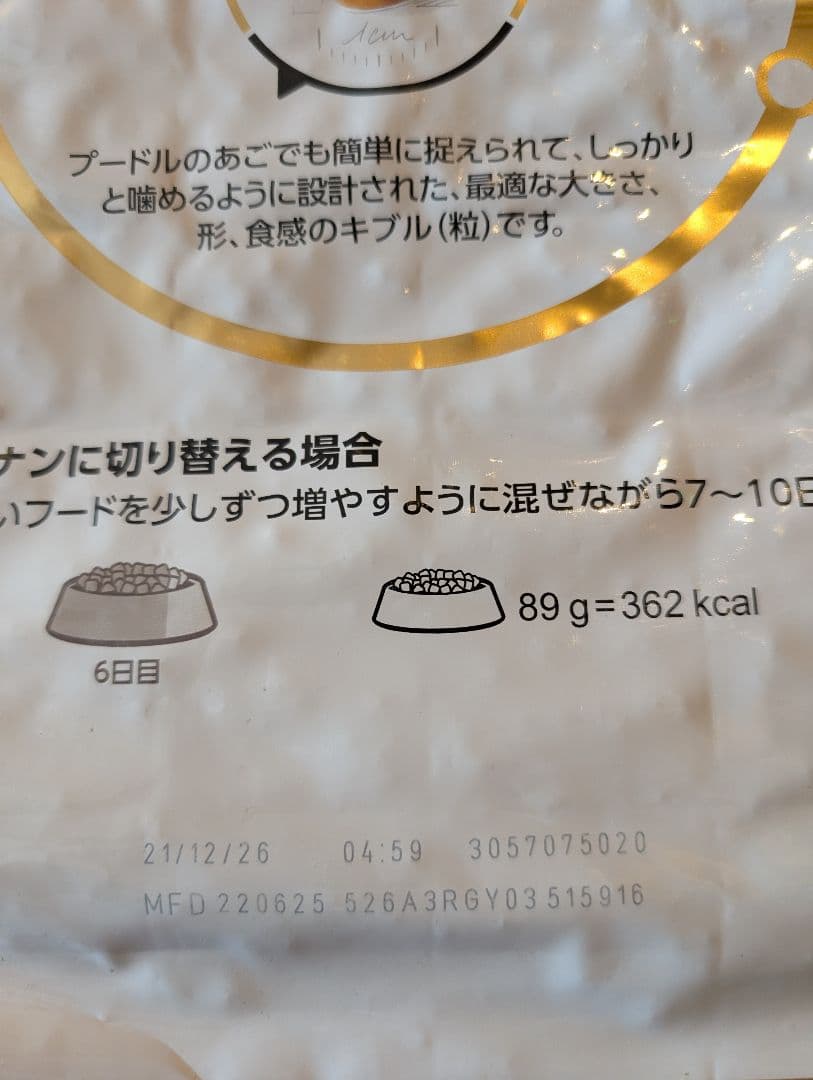 1cm
プードルのあごでも簡単に捉えられて、しっかり
と噛めるように設計された、最適な大きさ、
形、食感のキブル(粒)です。
ナンに切り替える場合
いフードを少しずつ増やすように混ぜながら7〜10日
89 g=362 kcal
6日目
21/12/26 04:59 3057075020
MFD 220625 526A3RGY03 515916